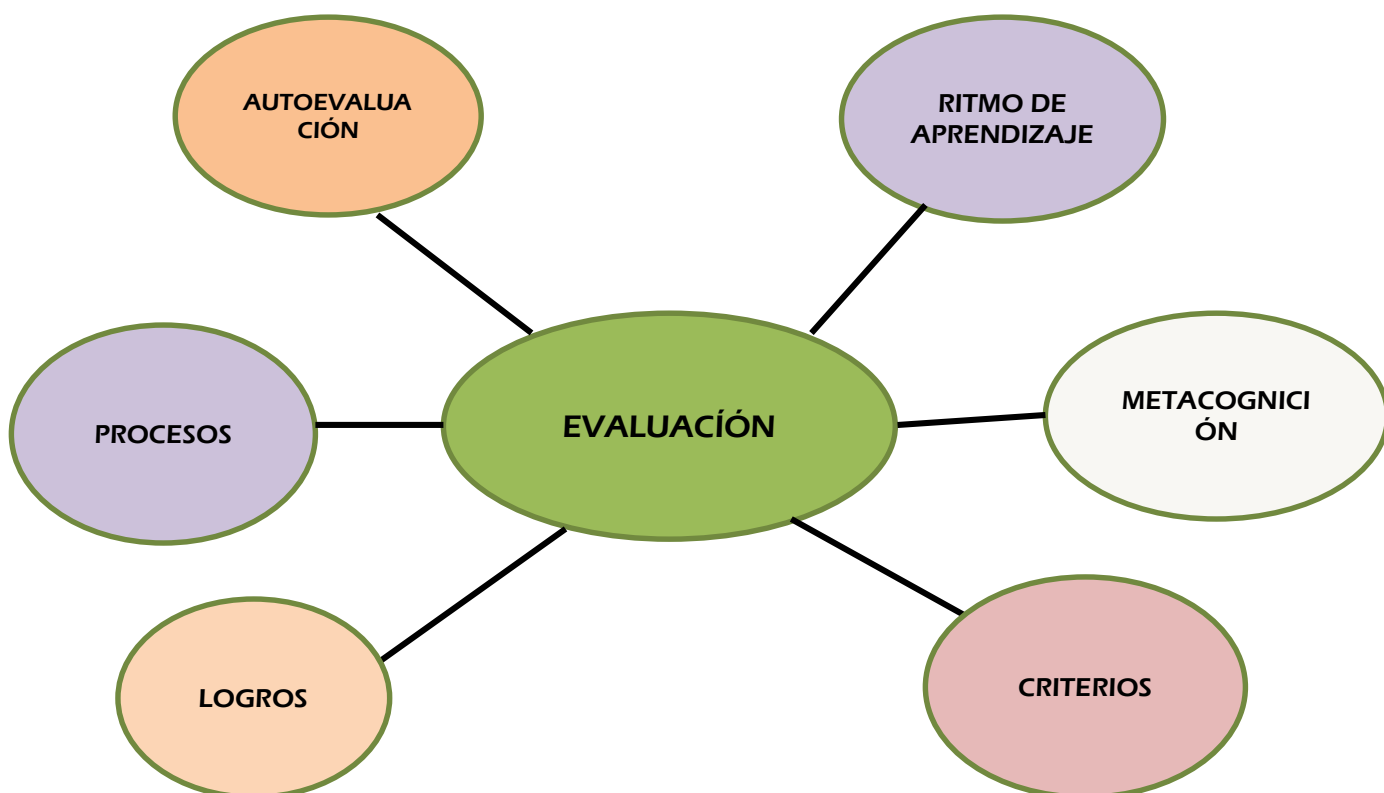 AUTOEVALUA
CIÓN
RITMO DE
APRENDIZAJE
PROCESOS
EVALUACÍÓN
METACOGNICI
ÓN
LOGROS
CRITERIOS